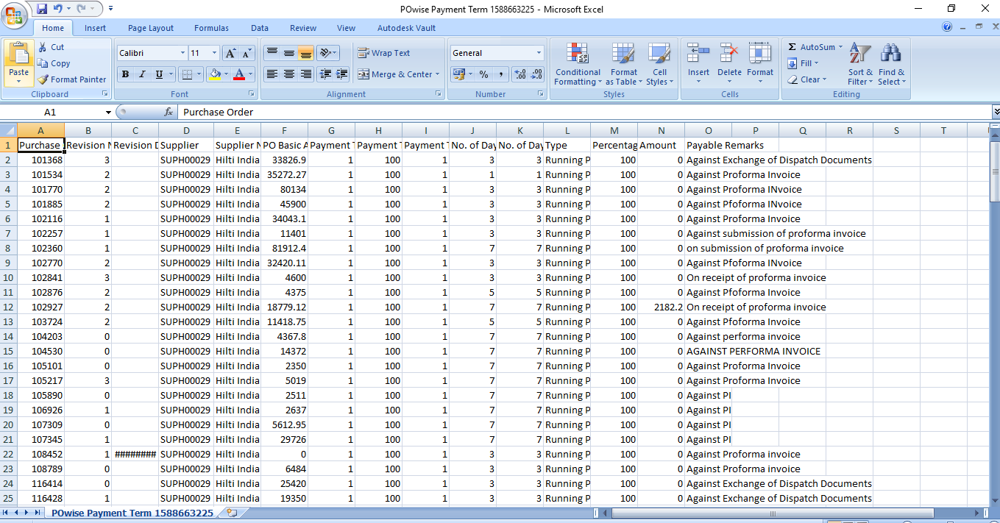 POwise Payment Term 1588663225 - Microsoft Excel
Home Insert Page Layout Formulas Data Review View Autodesk Vault
Cut Calibri 11 A A Wrap Text General AutoSum
Copy Fill
Paste Format Painter B I U A Merge & Center % , .00 .0 Conditional Formatting Format as Table Cell Styles Insert Delete Format Clear Sort & Filter Find & Select
Clipboard Font Alignment Number Styles Cells Editing
A1 fx Purchase Order
A B C D E F G H I J K L M N O P Q R S T
1 Purchase Revision N Revision D Supplier Supplier N PO Basic A Payment T Payment T Payment T No. of Day No. of Day Type Percentag Amount Payable Remarks
2 101368 3 SUPH00029 Hilti India 33826.9 1 100 1 3 3 Running P 100 0 Against Exchange of Dispatch Documents
3 101534 2 SUPH00029 Hilti India 35272.27 1 100 1 1 1 Running P 100 0 Against Proforma Invoice
4 101770 2 SUPH00029 Hilti India 80134 1 100 1 3 3 Running P 100 0 Against Pfoforma INvoice
5 101885 2 SUPH00029 Hilti India 45900 1 100 1 3 3 Running P 100 0 Against Pfoforma INvoice
6 102116 1 SUPH00029 Hilti India 34043.1 1 100 1 3 3 Running P 100 0 Against Proforma Invoice
7 102257 1 SUPH00029 Hilti India 11401 1 100 1 3 3 Running P 100 0 Against submission of proforma invoice
8 102360 1 SUPH00029 Hilti India 81912.4 1 100 1 7 7 Running P 100 0 on submission of proforma invoice
9 102770 2 SUPH00029 Hilti India 32420.11 1 100 1 3 3 Running P 100 0 Against Pfoforma INvoice
10 102841 3 SUPH00029 Hilti India 4600 1 100 1 3 3 Running P 100 0 On receipt of proforma invoice
11 102876 2 SUPH00029 Hilti India 4375 1 100 1 5 5 Running P 100 0 Against Pfoforma Invoice
12 102927 2 SUPH00029 Hilti India 18779.12 1 100 1 7 7 Running P 100 2182.2 On receipt of proforma invoice
13 103724 2 SUPH00029 Hilti India 11418.75 1 100 1 5 5 Running P 100 0 Against Pfoforma Invoice
14 104203 0 SUPH00029 Hilti India 4367.8 1 100 1 7 7 Running P 100 0 Against performa invoice
15 104530 0 SUPH00029 Hilti India 14372 1 100 1 7 7 Running P 100 0 AGAINST PERFORMA INVOICE
16 105101 0 SUPH00029 Hilti India 2350 1 100 1 7 7 Running P 100 0 Against Proforma Invoice
17 105217 3 SUPH00029 Hilti India 5019 1 100 1 7 7 Running P 100 0 Against Proforma Invoice
18 105890 0 SUPH00029 Hilti India 2511 1 100 1 7 7 Running P 100 0 Against PI
19 106926 1 SUPH00029 Hilti India 2637 1 100 1 7 7 Running P 100 0 Against PI
20 107309 0 SUPH00029 Hilti India 5612.95 1 100 1 7 7 Running P 100 0 Against PI
21 107345 1 SUPH00029 Hilti India 29726 1 100 1 7 7 Running P 100 0 Against PI
22 108452 1 ######## SUPH00029 Hilti India 0 1 100 1 3 3 Running P 100 0 Against Proforma invoice
23 108789 0 SUPH00029 Hilti India 6484 1 100 1 3 3 Running P 100 0 Against Proforma invoice
24 116414 0 SUPH00029 Hilti India 25420 1 100 1 3 3 Running P 100 0 Against Exchange of Dispatch Documents
25 116428 1 SUPH00029 Hilti India 19350 1 100 1 3 3 Running P 100 0 Against Exchange of Dispatch Documents
POwise Payment Term 1588663225